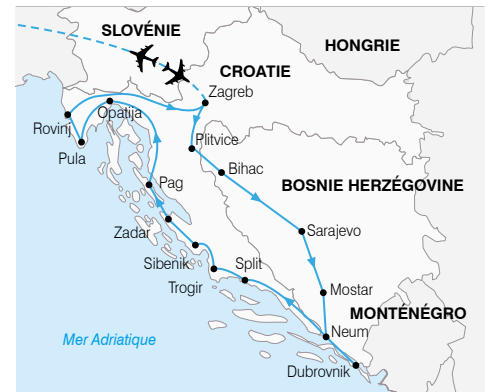 SLOVÉNIE
HONGRIE
CROATIE
Zagreb
Opatija
Rovinj
Plitvice
Pula
Bihac
Pag
BOSNIE HERZÉGOVINE
Zadar
Sarajevo
Sibenik
Split
Trogir
Mostar
MONTÉNÉGRO
Neum
Mer Adriatique
Dubrovnik